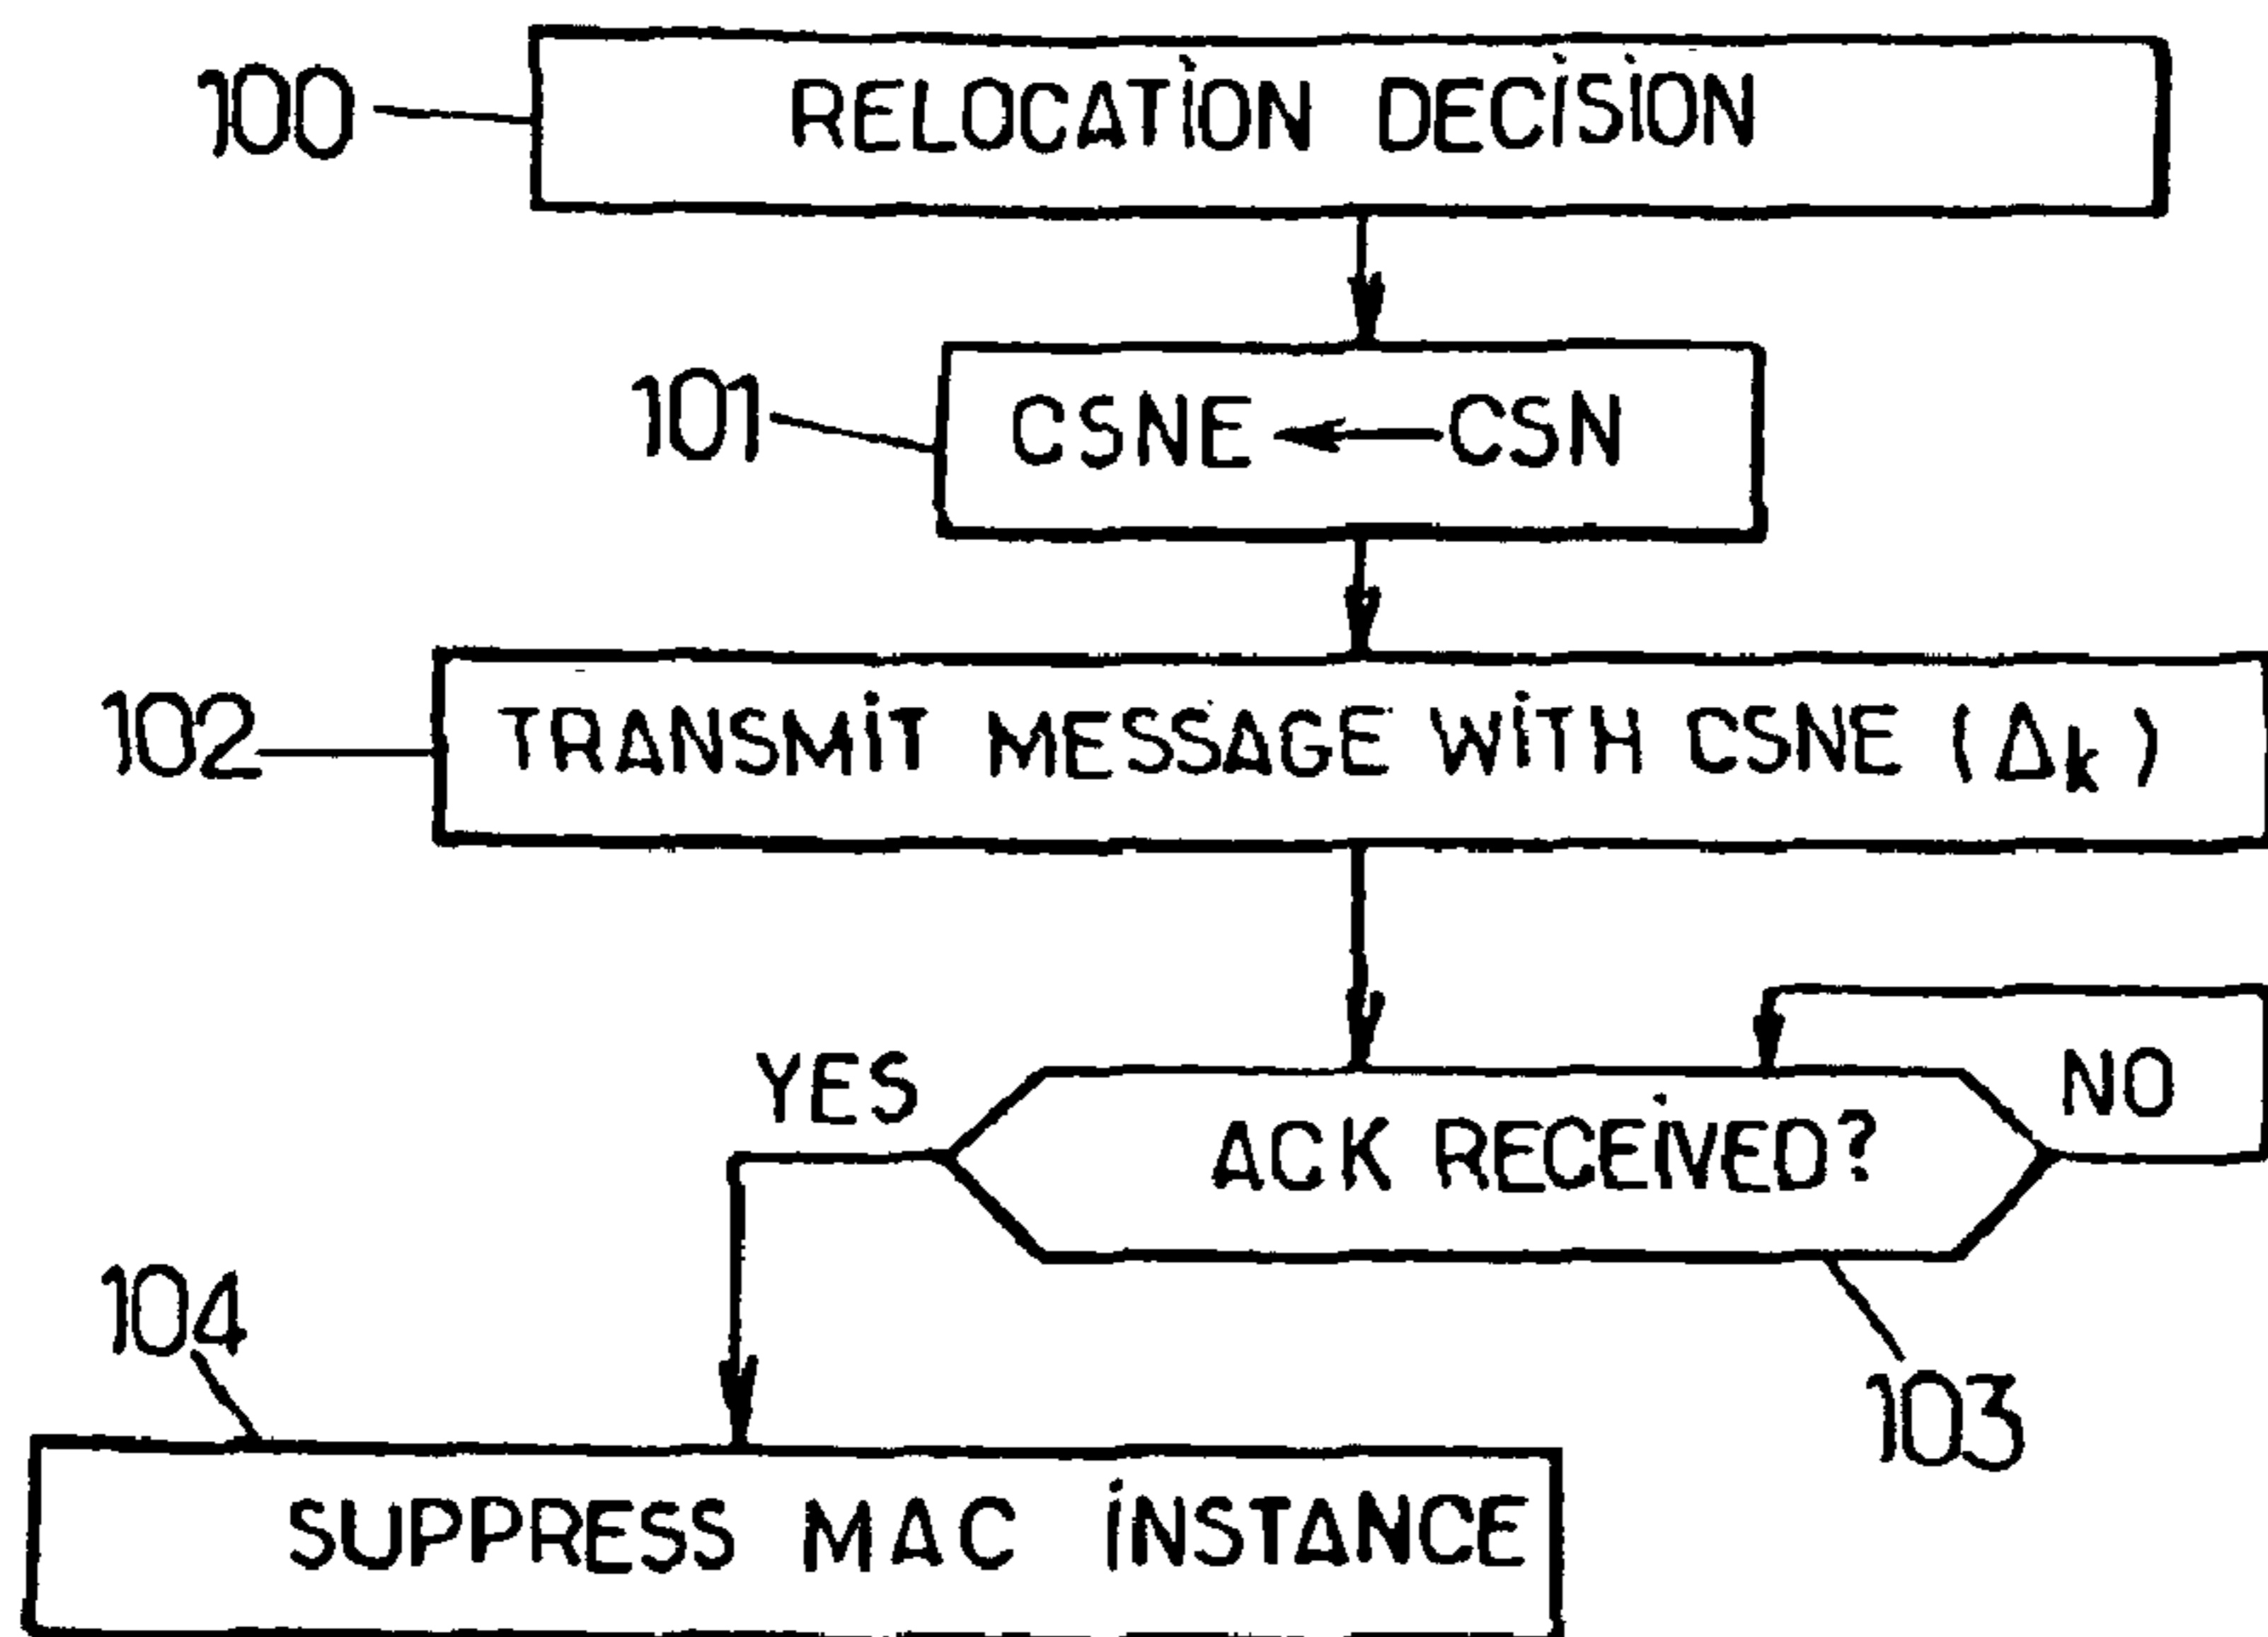 100
RELOCATION DECISION
101
CSNE ← CSN
102
TRANSMIT MESSAGE WITH CSNE (Δk)
YES
NO
ACK RECEIVED?
104
103
SUPPRESS MAC INSTANCE